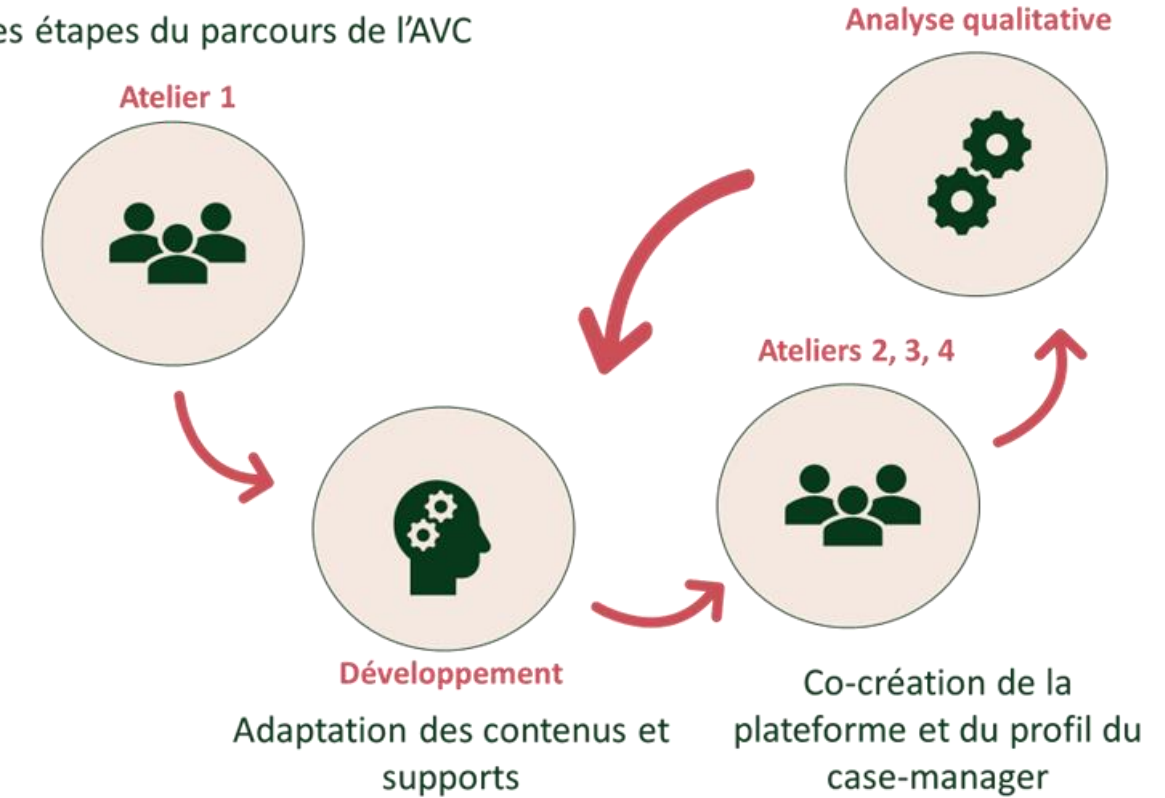 es étapes du parcours de l'AVC
Atelier 1
Analyse qualitative
Ateliers 2, 3, 4
Développement
Adaptation des contenus et
supports
Co-création de la
plateforme et du profil du
case-manager